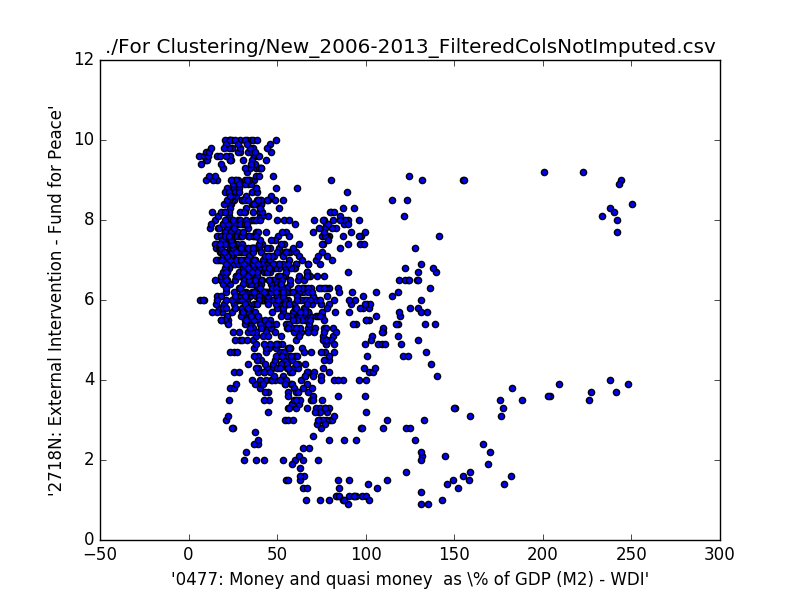 ./For Clustering/New_2006-2013_FilteredColsNotImputed.csv
12
10
8
6
4
2
0
'2718N: External Intervention - Fund for Peace'
−50 0 50 100 150 200 250 300
'0477: Money and quasi money  as \% of GDP (M2) - WDI'